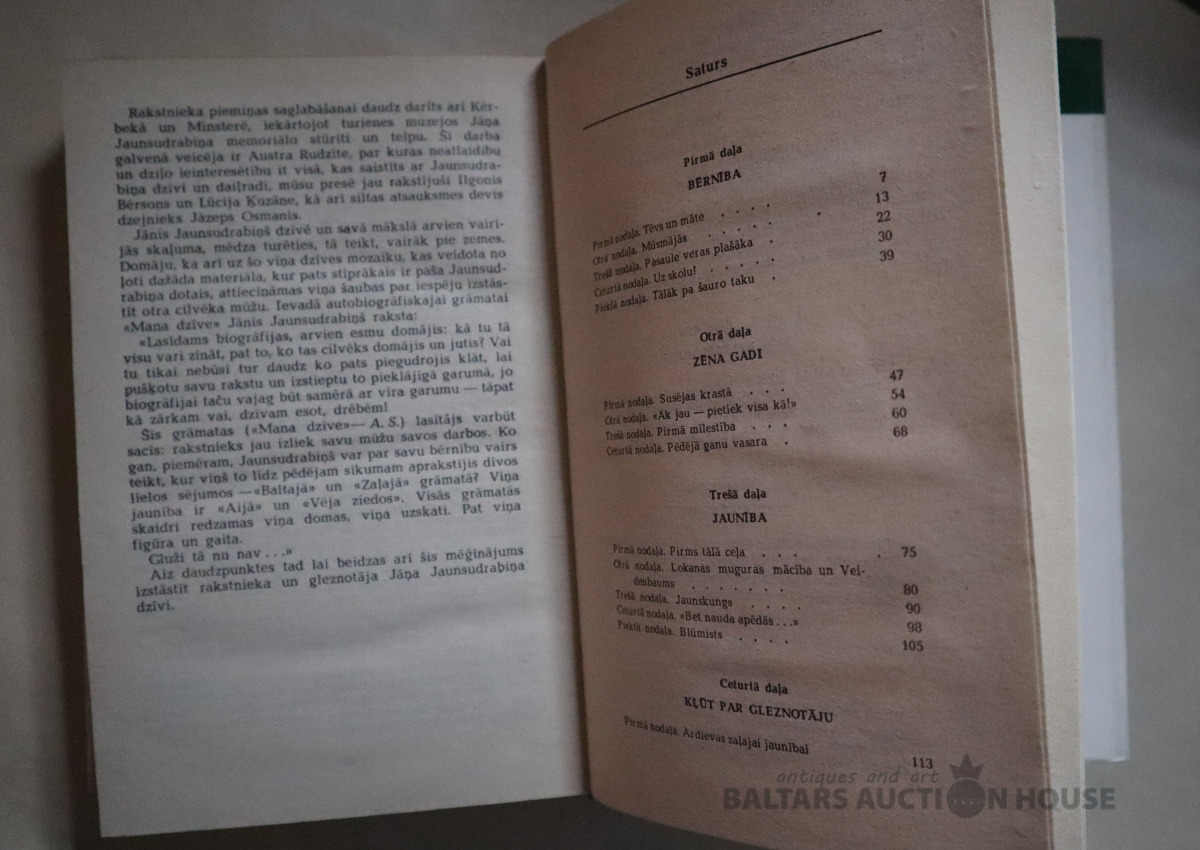 Rakstnieka piemiņas saglabāšanai daudz darīts arī Ķēr-
bekā un Minsterē, iekārtojot turienes muzejos Jāņa
Jaunsudrabiņa memoriālo stūrīti un telpu. Šī darba
galvenā veicēja ir Austra Rudzīte, par kuras neatlaidību
un dziļo ieinteresētību it visā, kas saistīts ar Jaunsudra-
biņa dzīvi un daiļradi, mūsu presē jau rakstījuši Ilgonis
Bērsons un Lūcija Ķuzāne, kā arī siltas atsauksmes devis
dzejnieks Jāzeps Osmanis.
Jānis Jaunsudrabiņš dzīvē un savā mākslā arvien vairī-
jās skaļuma, mēdza turēties, tā teikt, vairāk pie zemes.
Domāju, ka arī uz šo viņa dzīves mozaīku, kas veidota no
ļoti dažāda materiāla, kur pats stiprākais ir paša Jaunsud-
rabiņa dotais, attiecināmas viņa šaubas par iespēju izstās-
tīt otra cilvēka mūžu. Ievadā autobiogrāfiskajai grāmatai
«Mana dzīve» Jānis Jaunsudrabiņš raksta:
«Lasīdams biogrāfijas, arvien esmu domājis: kā tu tā
visu vari zināt, pat to, ko tas cilvēks domājis un jutis? Vai
tu tikai nebūsi tur daudz ko pats piegudrojis klāt, lai
pušķotu savu rakstu un izstieptu to pieklājīgā garumā, jo
biogrāfijai taču vajag būt samērā ar vīra garumu — tāpat
kā zārkam vai, dzīvam esot, drēbēm!
Šīs grāmatas («Mana dzīve» — A. S.) lasītājs varbūt
sacīs: rakstnieks jau izliek savu mūžu savos darbos. Ko
gan, piemēram, Jaunsudrabiņš var par savu bērnību vairs
teikt, kur viņš to līdz pēdējam sīkumam aprakstījis divos
lielos sējumos — «Baltajā» un «Zaļajā» grāmatā? Viņa
jaunība ir «Aijā» un «Vēja ziedos». Visās grāmatās
skaidri redzamas viņa domas, viņa uzskati. Pat viņa
figūra un gaita.
Gluži tā nu nav . . .»
Aiz daudzpunktes tad lai beidzas arī šis mēģinājums
izstāstīt rakstnieka un gleznotāja Jāņa Jaunsudrabiņa
dzīvi.
Saturs
Pirmā daļa
BĒRNĪBA
Pirmā nodaļa. Tēvs un māte . . . . 7
Otrā nodaļa. Mūsmājās . . . . . . 13
Trešā nodaļa. Pasaule veras plašāka . 22
Ceturtā nodaļa. Uz skolu! . . . . . 30
Piektā nodaļa. Tālāk pa šauro taku . 39
Otrā daļa
ZĒNA GADI
Pirmā nodaļa. Susējas krastā . . . 47
Otrā nodaļa. «Ak jau — pietiek visa kā!» 54
Trešā nodaļa. Pirmā mīlestība . . . 60
Ceturtā nodaļa. Pēdējā ganu vasara . 68
Trešā daļa
JAUNĪBA
Pirmā nodaļa. Pirms tālā ceļa . . . . 75
Otrā nodaļa. Lokanas muguras mācība un Vei-
denbaums . . . . . . . 80
Trešā nodaļa. Jaunskungs . . . . 90
Ceturtā nodaļa. «Bet nauda apēdās . . .» 98
Piektā nodaļa. Blūmists . . . . 105
Ceturtā daļa
KĻŪT PAR GLEZNOTĀJU
Pirmā nodaļa. Ardievas zaļajai jaunībai
113
antiques and art
BALTARS AUCTION HOUSE